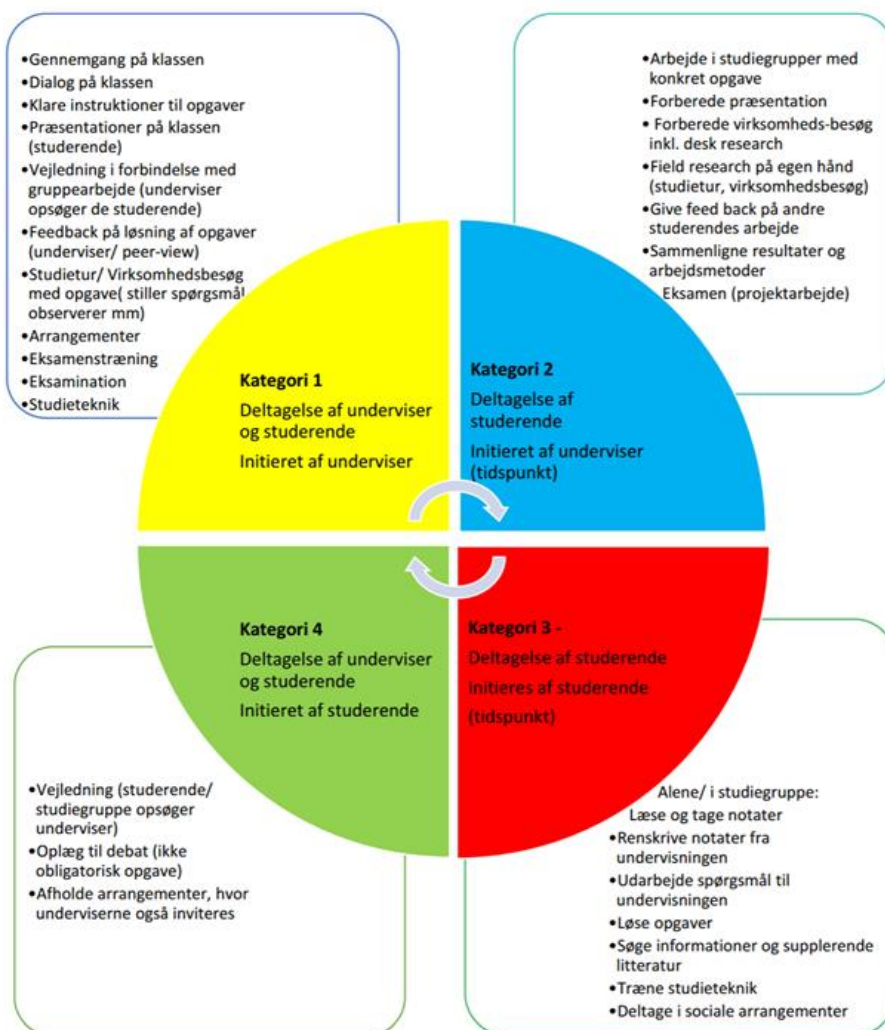 •Gennemgang på klassen
•Dialog på klassen
•Klare instruktioner til opgaver
•Præsentationer på klassen
(studerende)
•Vejledning i forbindelse med
gruppearbejde (underviser
opsøger de studerende)
•Feedback på løsning af opgaver
(underviser/ peer-view)
•Studietur/ Virksomhedsbesøg
med opgave( stiller spørgsmål
observerer mm)
•Arrangementer
•Eksamenstræning
•Eksamination
•Studieteknik
•Arbejde i studiegrupper med
konkret opgave
•Forberede præsentation
• Forberede virksomheds-besøg
inkl. desk research
•Field research på egen hånd
(studietur, virksomhedsbesøg)
•Give feed back på andre
studerendes arbejde
•Sammenligne resultater og
arbejdsmetoder
Eksamen (projektarbejde)
Kategori 1
Deltagelse af underviser
og studerende
Initieret af underviser
Kategori 2
Deltagelse af
studerende
Initieret af underviser
(tidspunkt)
Kategori 4
Deltagelse af underviser
og studerende
Initieret af studerende
Kategori 3 -
Deltagelse af studerende
Initieres af studerende
(tidspunkt)
•Vejledning (studerende/
studiegruppe opsøger
underviser)
•Oplæg til debat (ikke
obligatorisk opgave)
•Afholde arrangementer, hvor
underviserne også inviteres
Alene/ i studiegruppe:
Læse og tage notater
•Renskrive notater fra
undervisningen
•Udarbejde spørgsmål til
undervisningen
•Løse opgaver
•Søge informationer og supplerende
litteratur
•Træne studieteknik
•Deltage i sociale arrangementer